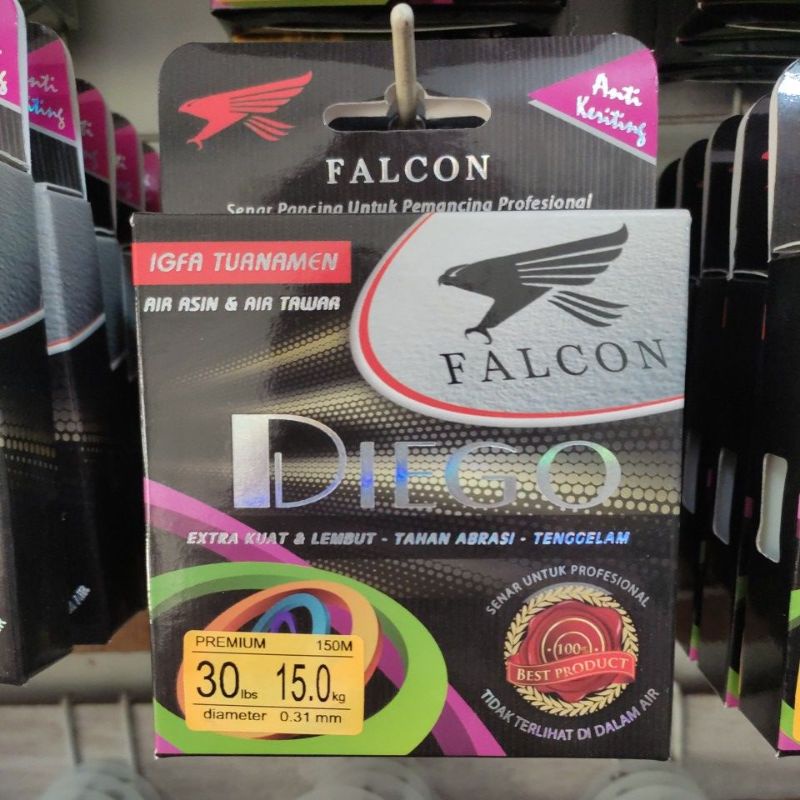 Anti
Keriting
FALCON
Senar Pancing Untuk Pemancing Profesional
IGFA TURNAMEN
AIR ASIN & AIR TAWAR
FALCON
DIEGO
EXTRA KUAT & LEMBUT - TAHAN ABRASI - TENGGELAM
SENAR UNTUK PROFESIONAL
100%
BEST PRODUCT
TIDAK TERLIHAT DI DALAM AIR
PREMIUM 150M
30 lbs 15.0 kg
diameter 0.31 mm